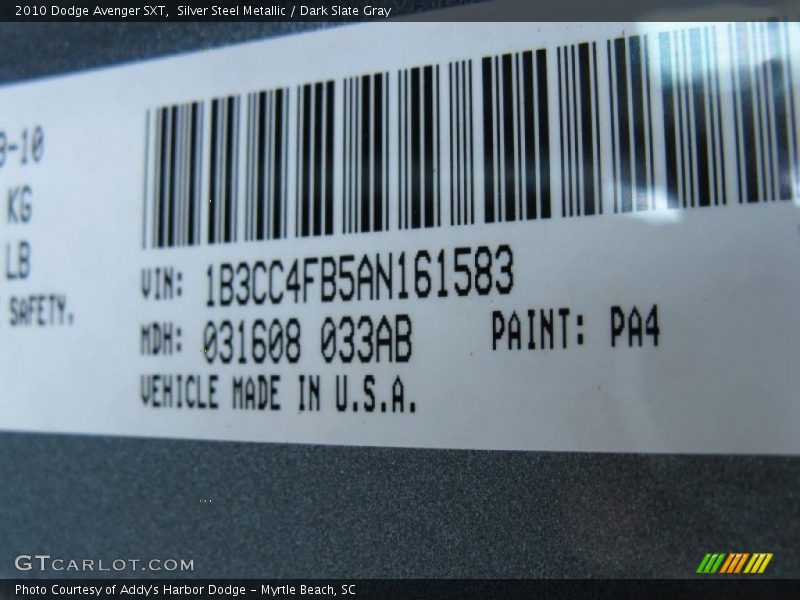 2010 Dodge Avenger SXT,  Silver Steel Metallic / Dark Slate Gray
-10
KG
LB
SAFETY.
VIN: 1B3CC4FB5AN161583
MDH: 031608 033AB
PAINT: PA4
VEHICLE MADE IN U.S.A.
GTCARLOT.COM
Photo Courtesy of Addy's Harbor Dodge - Myrtle Beach, SC